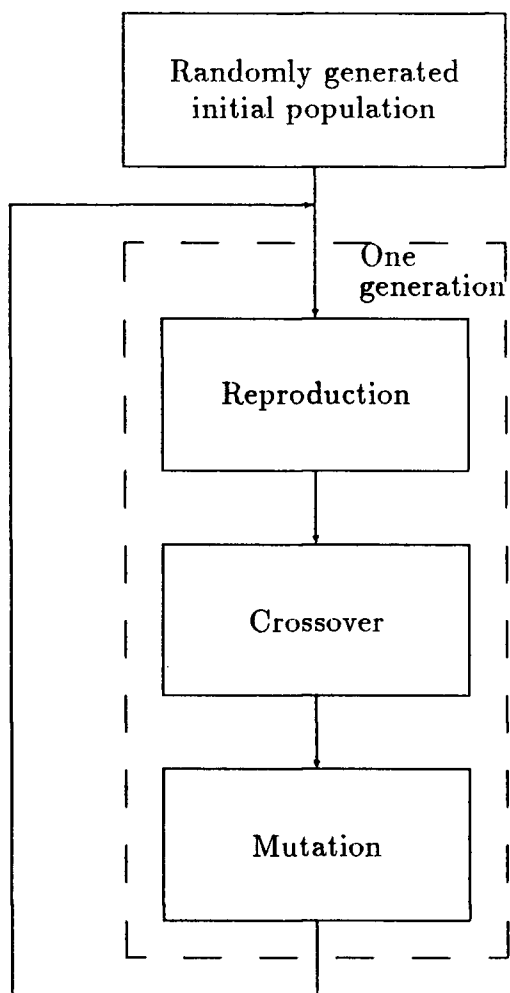 Randomly generated
initial population
One
generation
Reproduction
Crossover
Mutation